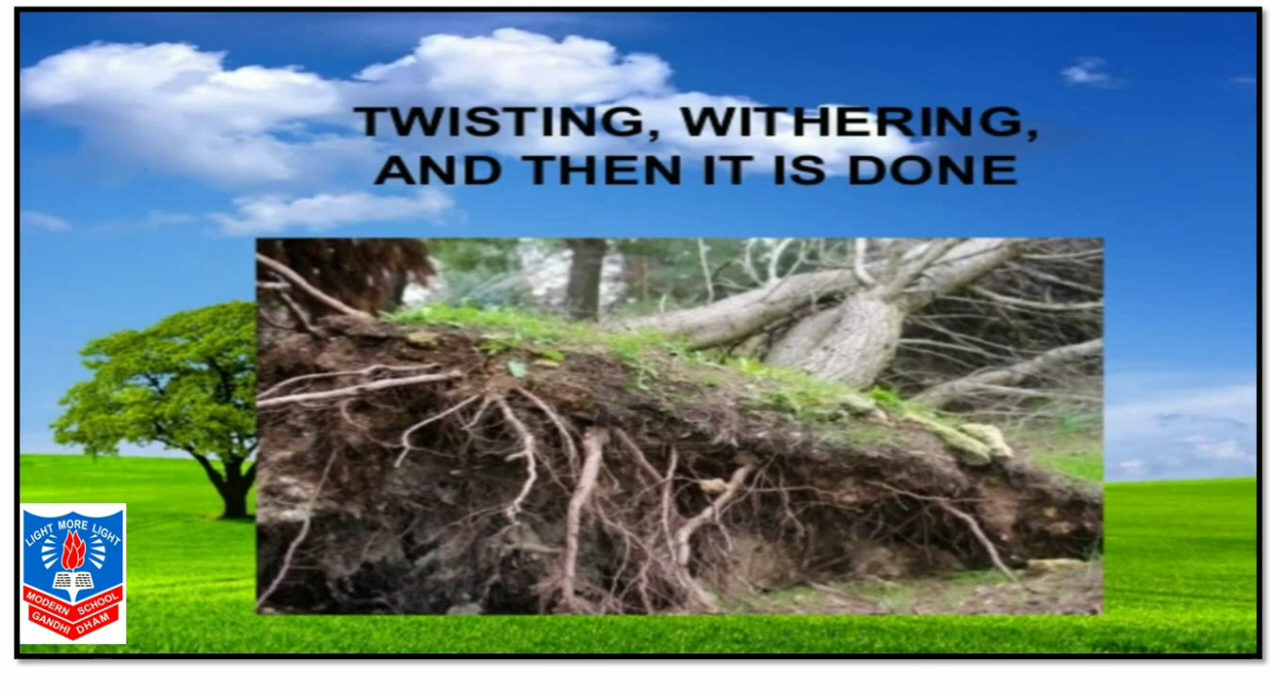 TWISTING, WITHERING,
AND THEN IT IS DONE
LIGHT MORE LIGHT
MODERN SCHOOL
GANDHI DHAM